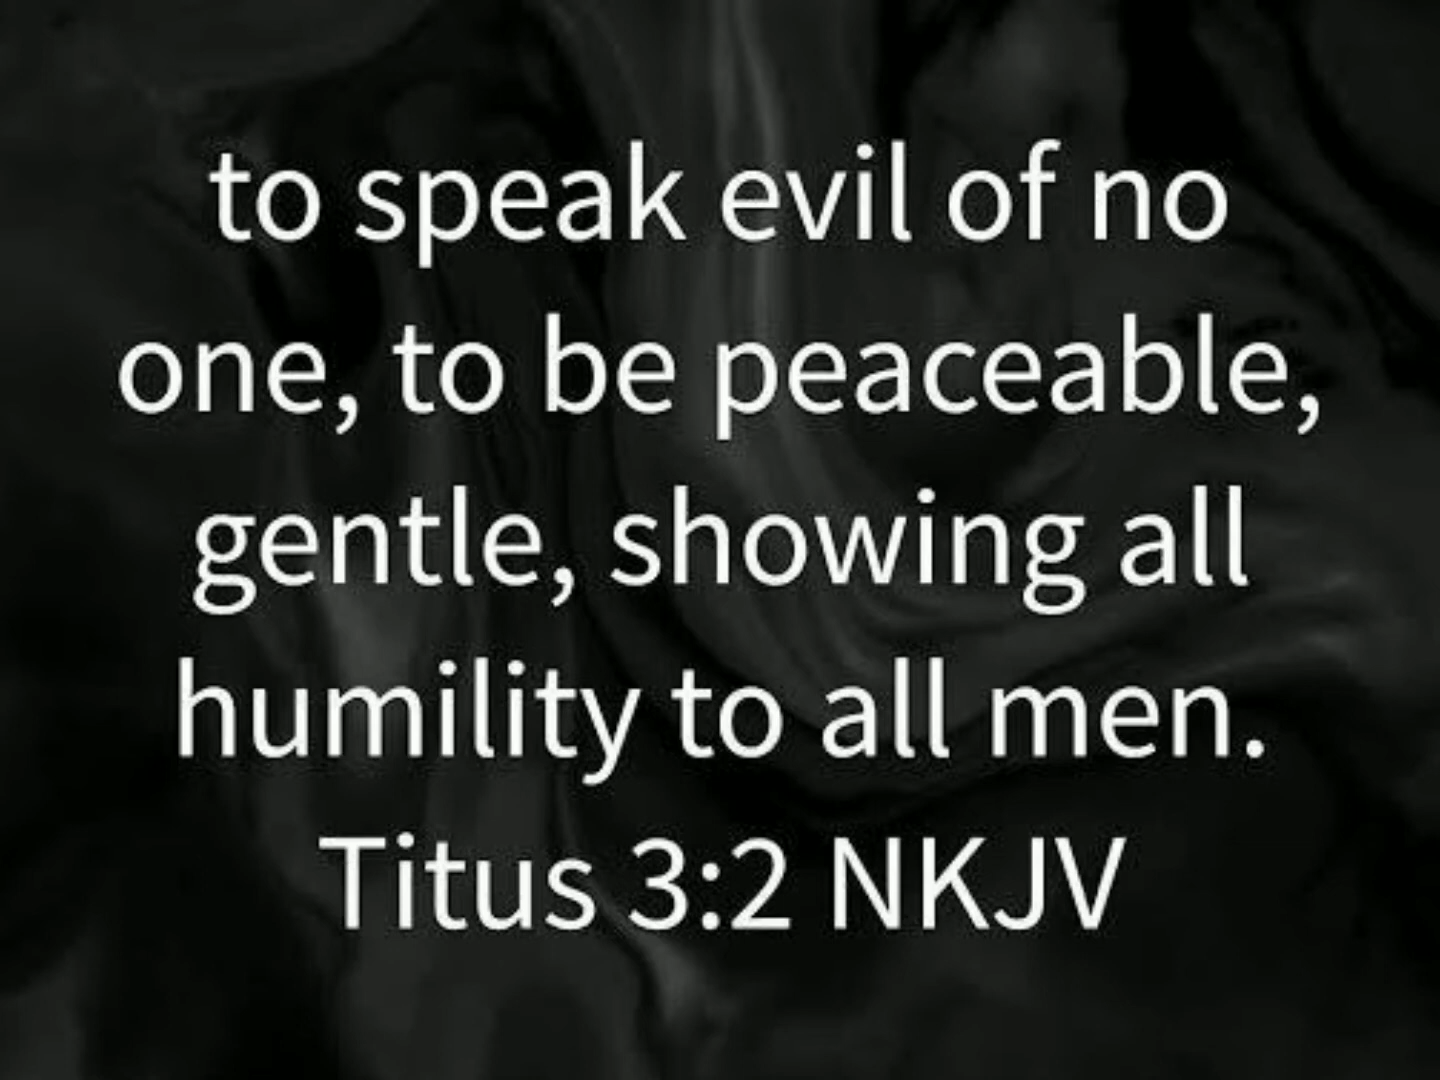 to speak evil of no
one, to be peaceable,
gentle, showing all
humility to all men.
Titus 3:2 NKJV